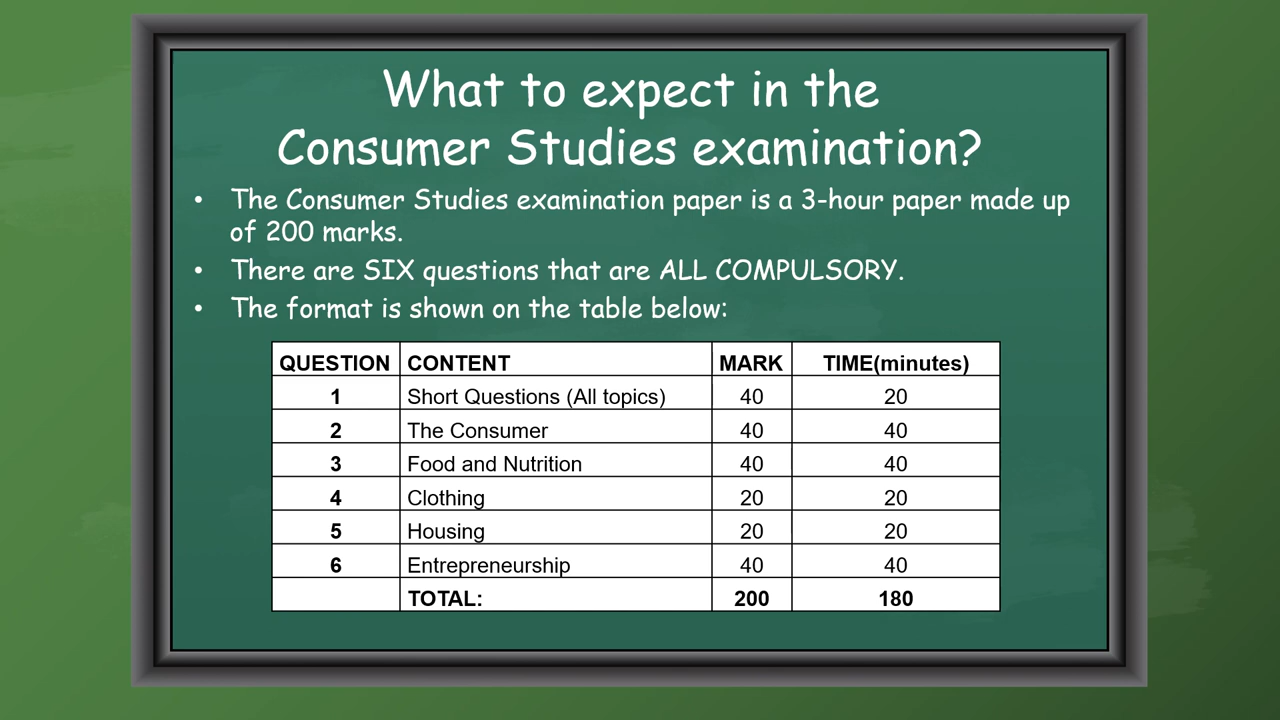 What to expect in the
Consumer Studies examination?
• The Consumer Studies examination paper is a 3-hour paper made up
of 200 marks.
• There are SIX questions that are ALL COMPULSORY.
• The format is shown on the table below:
QUESTION CONTENT MARK TIME(minutes)
1 Short Questions (All topics) 40 20
2 The Consumer 40 40
3 Food and Nutrition 40 40
4 Clothing 20 20
5 Housing 20 20
6 Entrepreneurship 40 40
TOTAL: 200 180